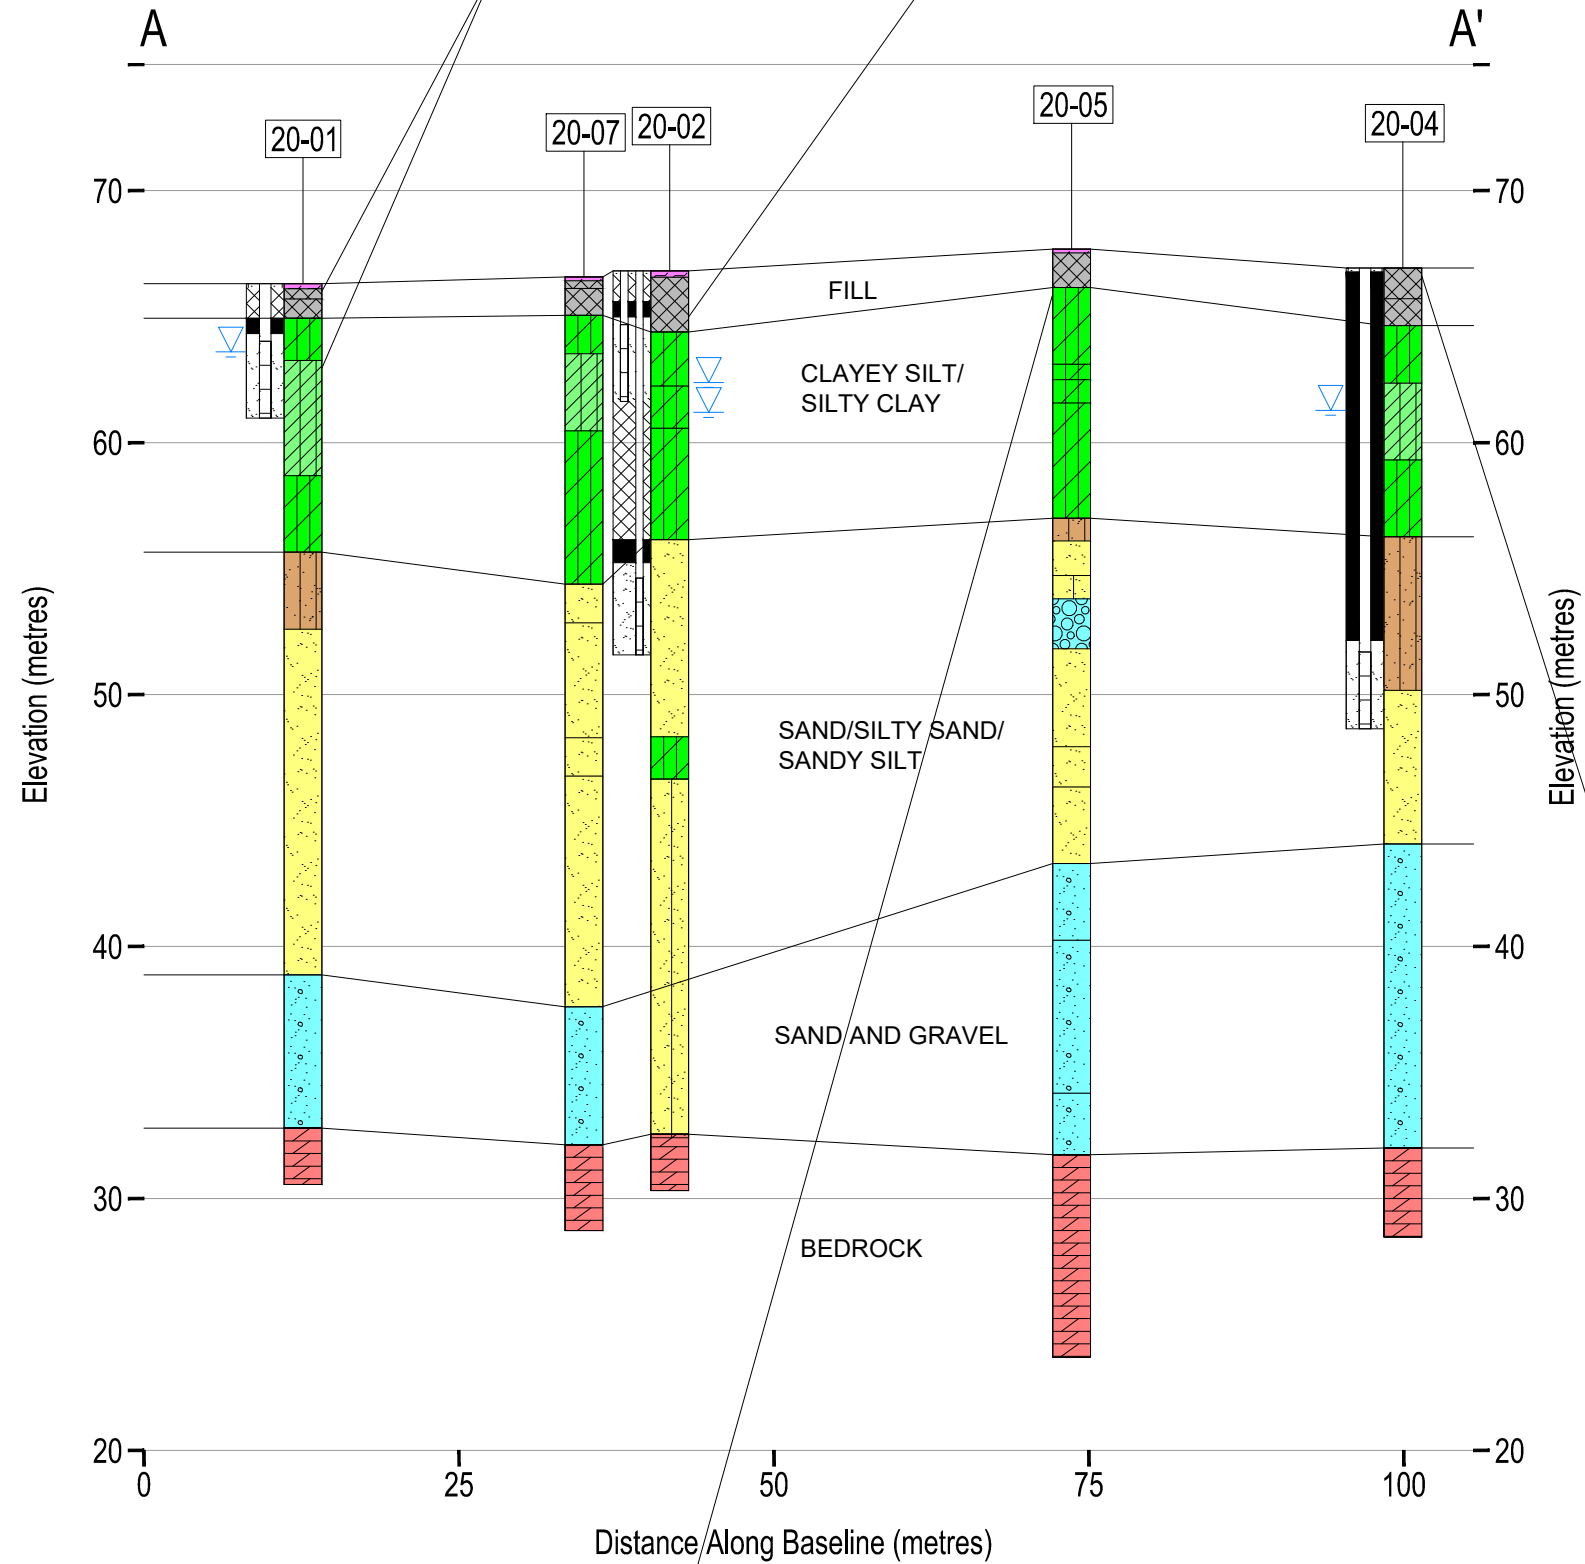 A A'
20-01 20-07 20-02 20-05 20-04
70 70
FILL
CLAYEY SILT/
SILTY CLAY
60 60
Elevation (metres) Elevation (metres)
50 50
SAND/SILTY SAND/
SANDY SILT
40 40
SAND AND GRAVEL
30 30
BEDROCK
20 20
0 25 50 75 100
Distance Along Baseline (metres)